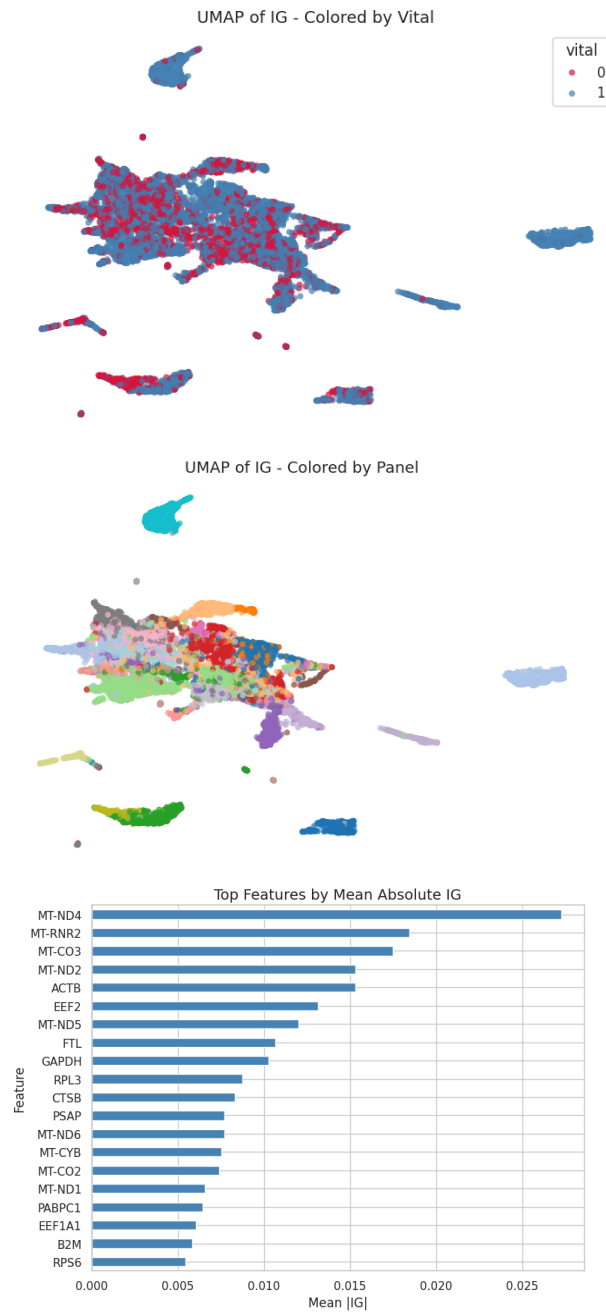 UMAP of IG - Colored by Vital
vital
0
1
UMAP of IG - Colored by Panel
Top Features by Mean Absolute IG
Feature
MT-ND4
MT-RNR2
MT-CO3
MT-ND2
ACTB
EEF2
MT-ND5
FTL
GAPDH
RPL3
CTSB
PSAP
MT-ND6
MT-CYB
MT-CO2
MT-ND1
PABPC1
EEF1A1
B2M
RPS6
0.000 0.005 0.010 0.015 0.020 0.025
Mean |IG|